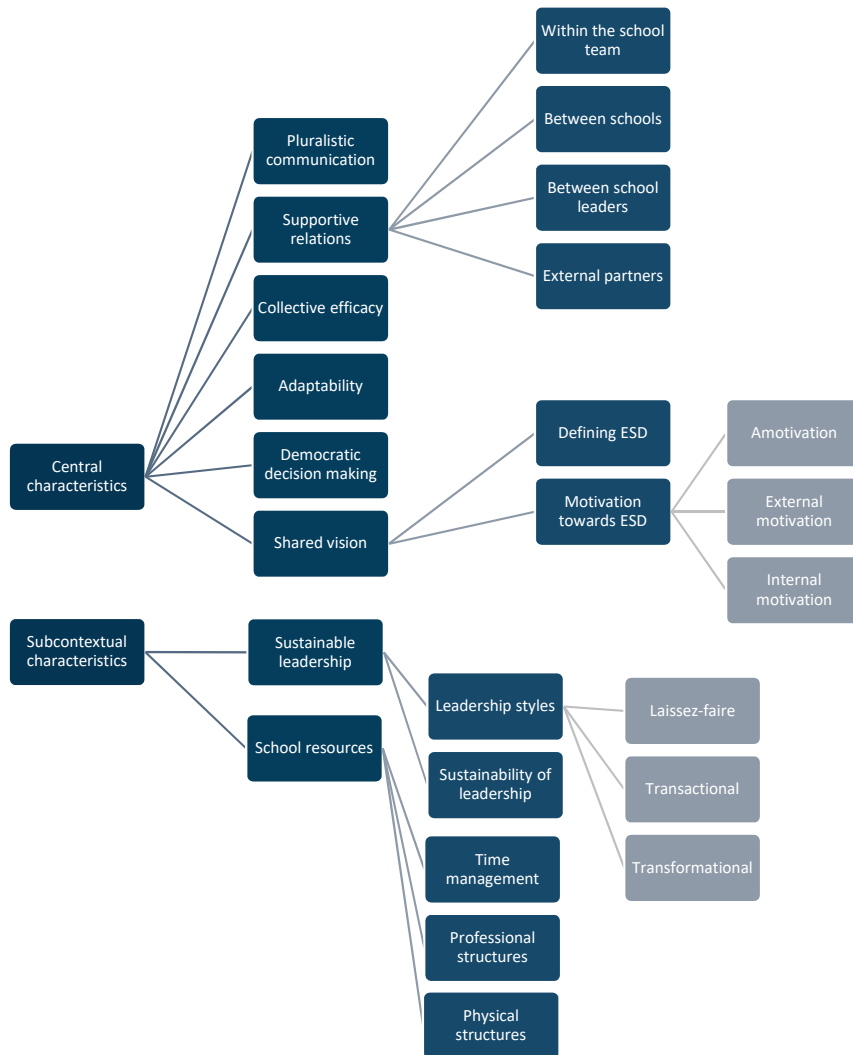 Within the school
team
Between schools
Between school
leaders
External partners
Pluralistic
communication
Supportive
relations
Collective efficacy
Adaptability
Democratic
decision making
Shared vision
Central
characteristics
Defining ESD
Motivation
towards ESD
Amotivation
External
motivation
Internal
motivation
Subcontextual
characteristics
Sustainable
leadership
School resources
Leadership styles
Sustainability of
leadership
Time
management
Professional
structures
Physical
structures
Laissez-faire
Transactional
Transformational